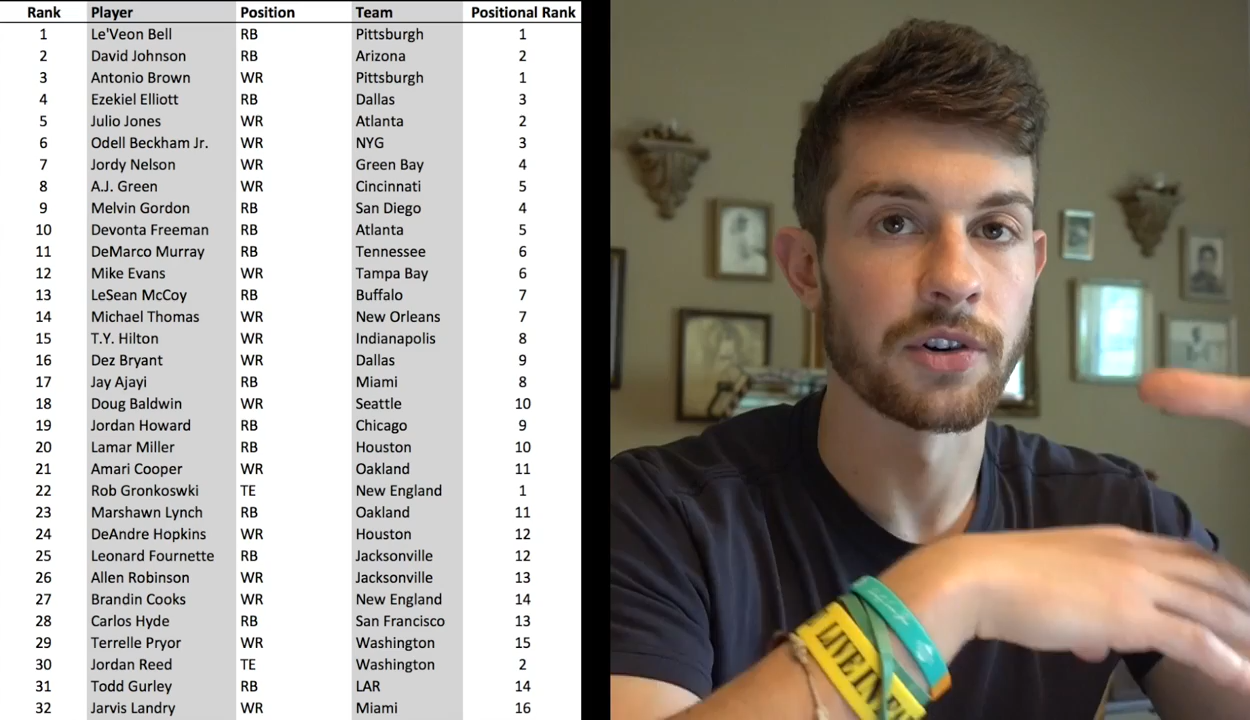 Rank Player Position Team Positional Rank
1 Le'Veon Bell RB Pittsburgh 1
2 David Johnson RB Arizona 2
3 Antonio Brown WR Pittsburgh 1
4 Ezekiel Elliott RB Dallas 3
5 Julio Jones WR Atlanta 2
6 Odell Beckham Jr. WR NYG 3
7 Jordy Nelson WR Green Bay 4
8 A.J. Green WR Cincinnati 5
9 Melvin Gordon RB San Diego 4
10 Devonta Freeman RB Atlanta 5
11 DeMarco Murray RB Tennessee 6
12 Mike Evans WR Tampa Bay 6
13 LeSean McCoy RB Buffalo 7
14 Michael Thomas WR New Orleans 7
15 T.Y. Hilton WR Indianapolis 8
16 Dez Bryant WR Dallas 9
17 Jay Ajayi RB Miami 8
18 Doug Baldwin WR Seattle 10
19 Jordan Howard RB Chicago 9
20 Lamar Miller RB Houston 10
21 Amari Cooper WR Oakland 11
22 Rob Gronkoswki TE New England 1
23 Marshawn Lynch RB Oakland 11
24 DeAndre Hopkins WR Houston 12
25 Leonard Fournette RB Jacksonville 12
26 Allen Robinson WR Jacksonville 13
27 Brandin Cooks WR New England 14
28 Carlos Hyde RB San Francisco 13
29 Terrelle Pryor WR Washington 15
30 Jordan Reed TE Washington 2
31 Todd Gurley RB LAR 14
32 Jarvis Landry WR Miami 16
LIVE IN